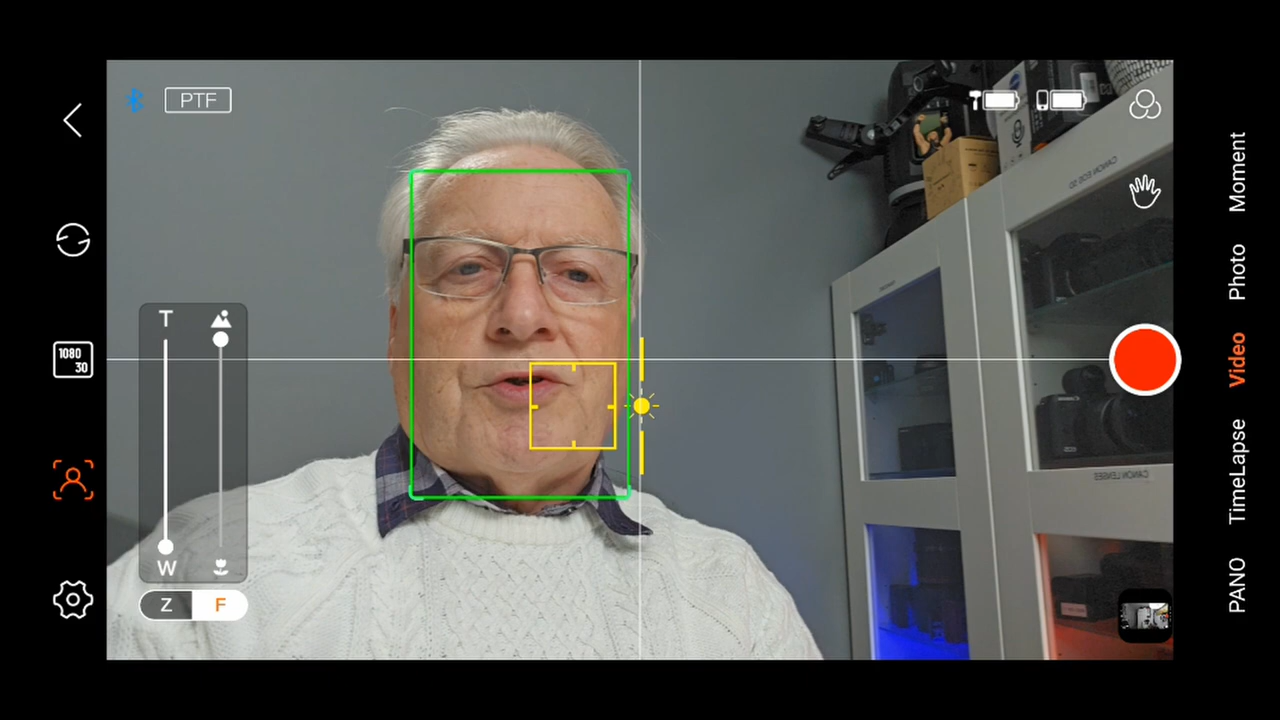 PTF
1080
30
T
W
Z F
CANON EOS 5D
CANON LENSES
Moment
Photo
Video
TimeLapse
PANO